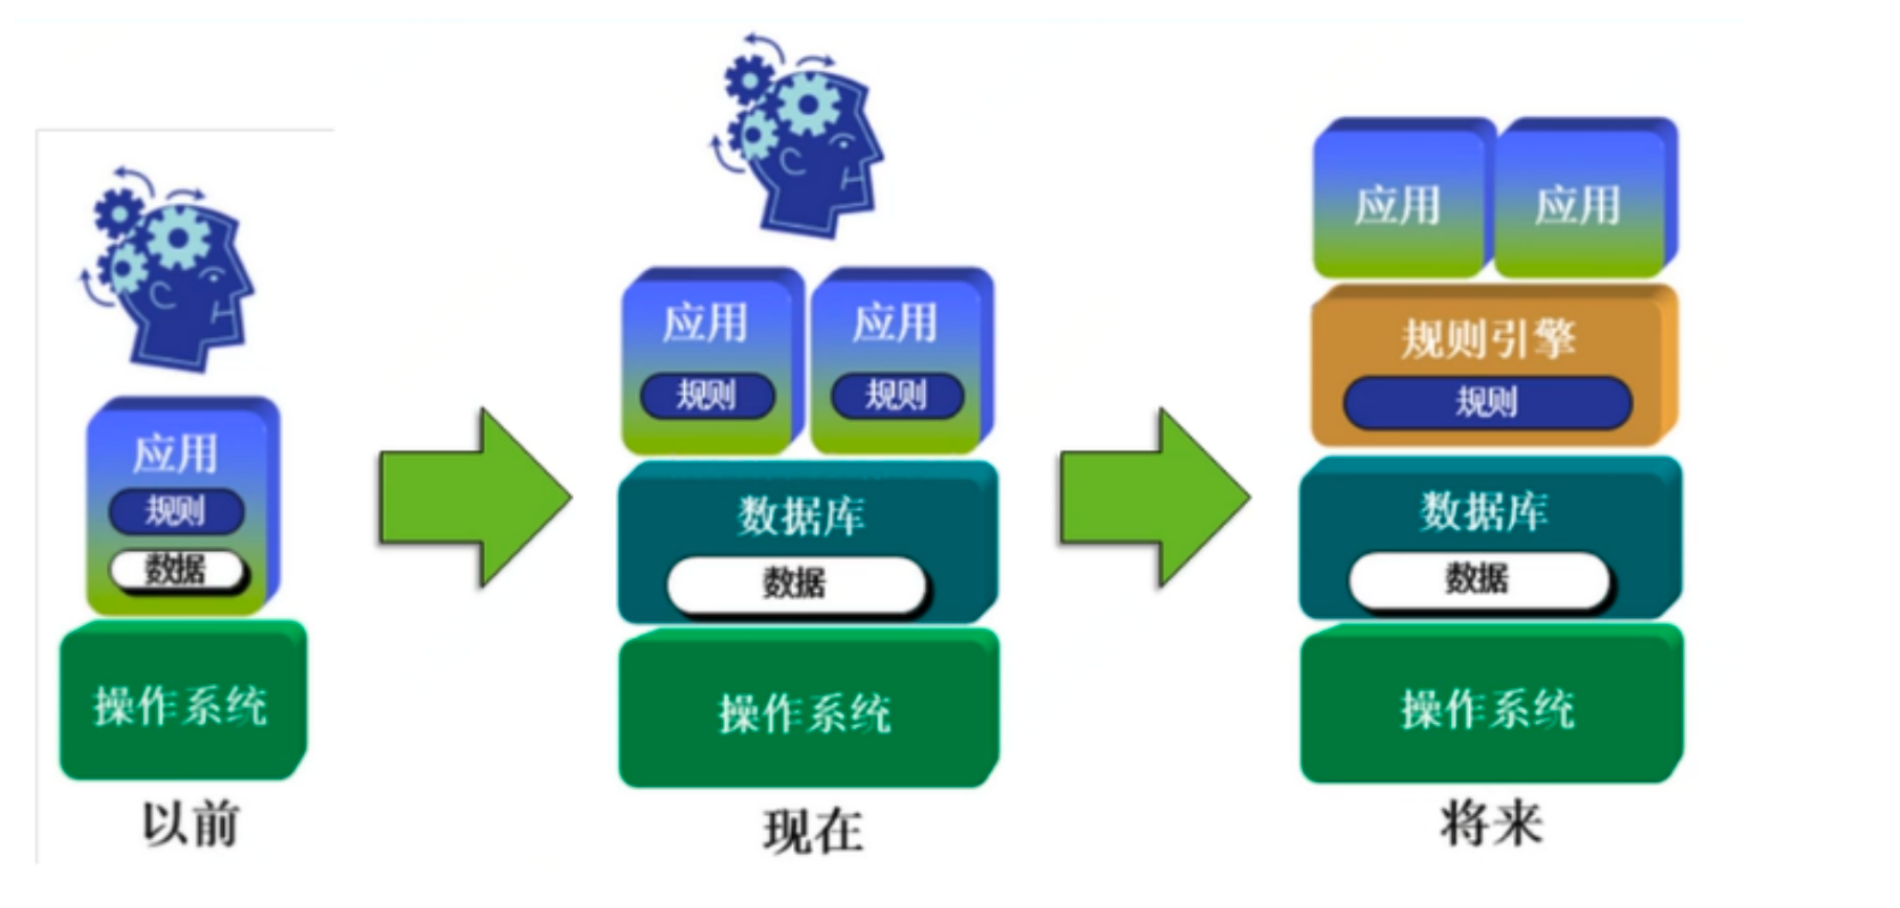 应用
规则
数据
操作系统
以前
应用
规则
应用
规则
数据库
数据
操作系统
现在
应用
应用
规则引擎
规则
数据库
数据
操作系统
将来